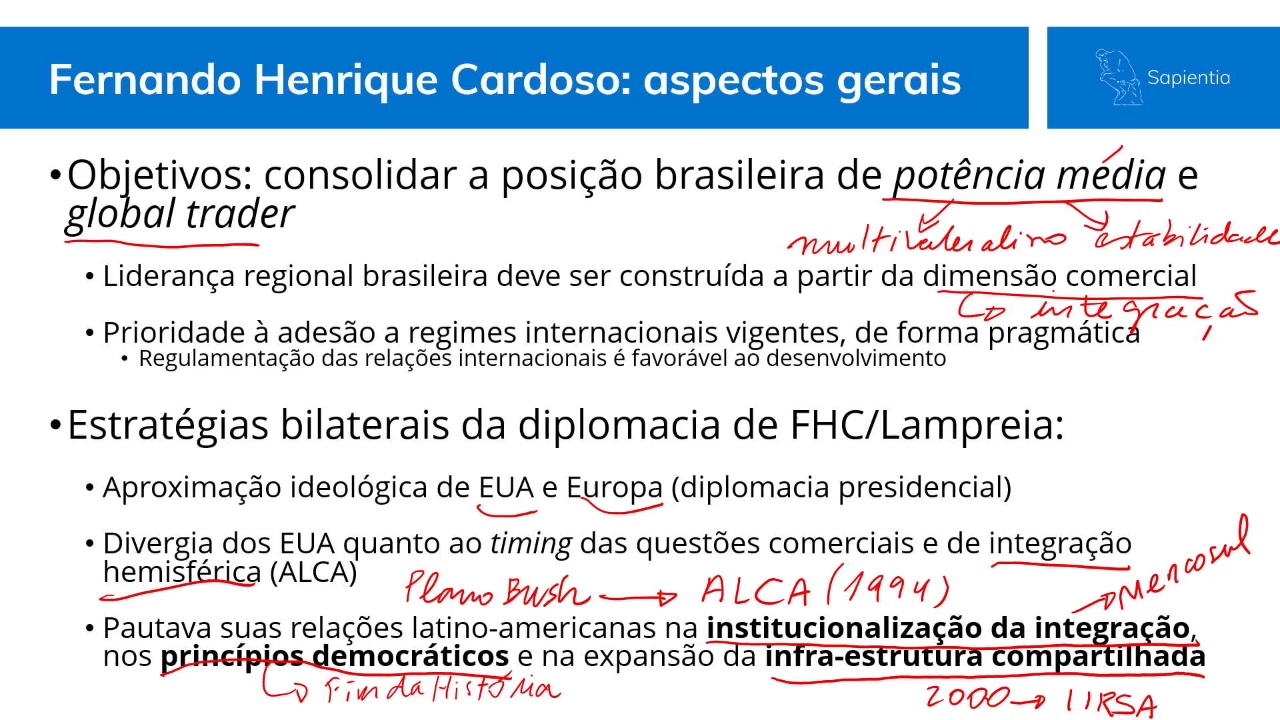 Fernando Henrique Cardoso: aspectos gerais
Sapientia
•Objetivos: consolidar a posição brasileira de potência média e
global trader
multilateralismo estabilidade
• Liderança regional brasileira deve ser construída a partir da dimensão comercial
↳ integração
• Prioridade à adesão a regimes internacionais vigentes, de forma pragmática
• Regulamentação das relações internacionais é favorável ao desenvolvimento
•Estratégias bilaterais da diplomacia de FHC/Lampreia:
• Aproximação ideológica de EUA e Europa (diplomacia presidencial)
• Divergia dos EUA quanto ao timing das questões comerciais e de integração
hemisférica (ALCA)
Plano Bush → ALCA (1994)
→ Mercosul
• Pautava suas relações latino-americanas na institucionalização da integração,
nos princípios democráticos e na expansão da infra-estrutura compartilhada
↳ Fim da História
2000 → IIRSA